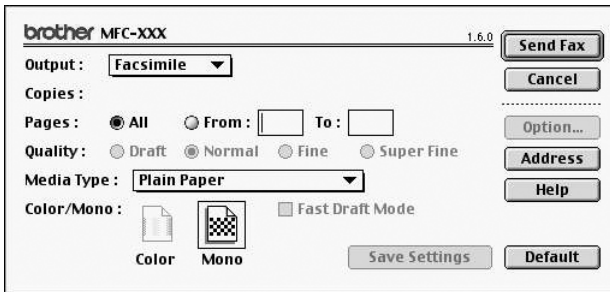 brother MFC-XXX 1.6.0 Send Fax
Output : Facsimile Cancel
Copies :
Pages : All From : To : Option...
Quality : Draft Normal Fine Super Fine Address
Media Type : Plain Paper Help
Color/Mono : Fast Draft Mode
Color Mono Save Settings Default